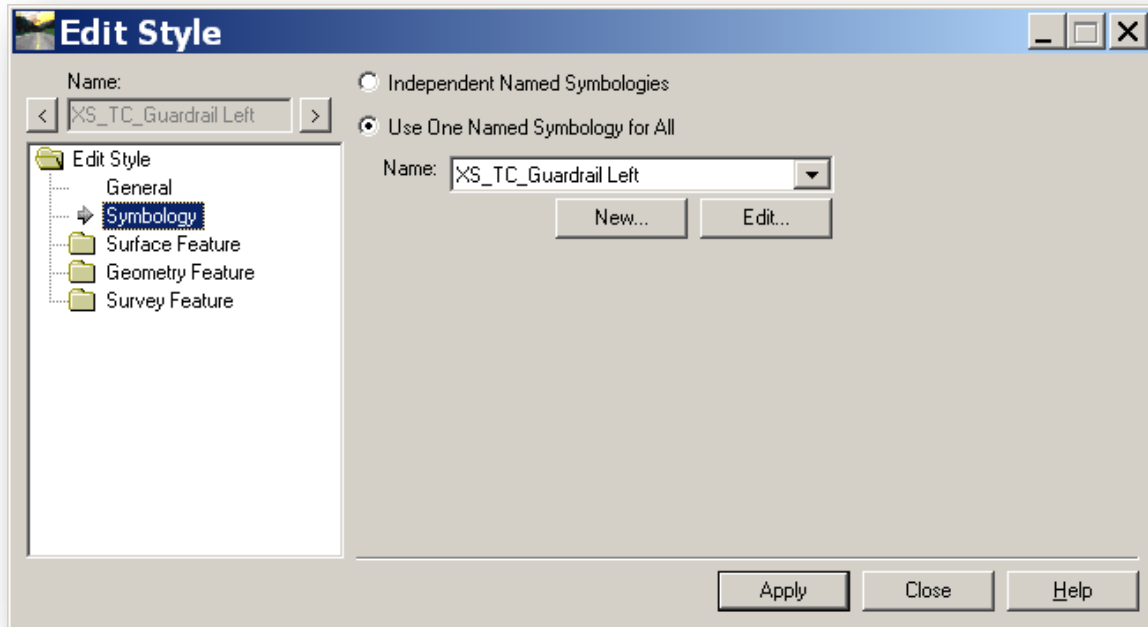 Edit Style
Name:
< XS_TC_Guardrail Left >
Edit Style
General
Symbology
Surface Feature
Geometry Feature
Survey Feature
Independent Named Symbologies
Use One Named Symbology for All
Name: XS_TC_Guardrail Left
New... Edit...
Apply Close Help